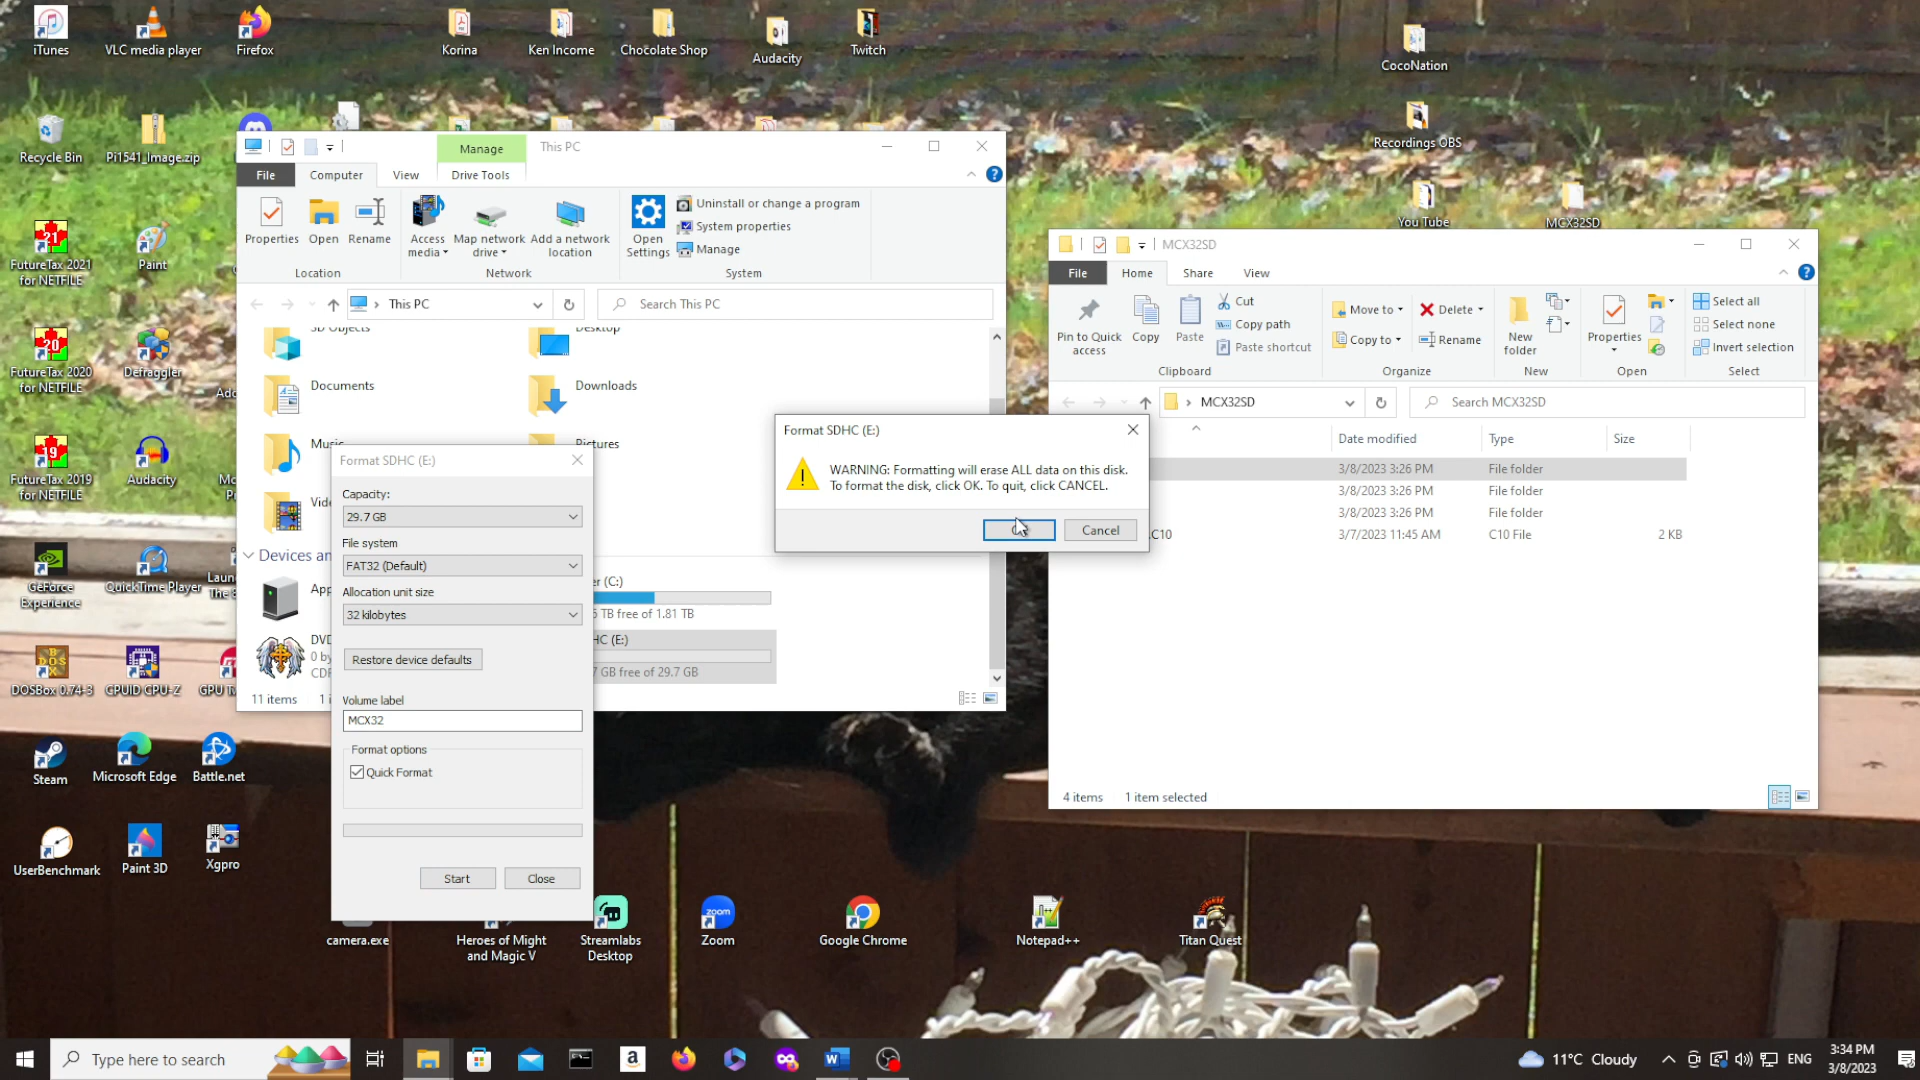 iTunes
VLC media player
Firefox
Korina
Ken Income
Chocolate Shop
Audacity
Twitch
CocoNation
Recycle Bin
Pi1541_Image.zip
Recordings OBS
FutureTax 2021
for NETFILE
Paint
You Tube
MCX32SD
FutureTax 2020
for NETFILE
Defraggler
FutureTax 2019
for NETFILE
Audacity
GeForce
Experience
QuickTime Player
DOSBox 0.74-3
CPUID CPU-Z
Steam
Microsoft Edge
Battle.net
UserBenchmark
Paint 3D
Xgpro
camera.exe
Heroes of Might
and Magic V
Streamlabs
Desktop
Zoom
Google Chrome
Notepad++
Titan Quest
Manage
This PC
File
Computer
View
Drive Tools
Properties
Open
Rename
Location
Access
media
Map network
drive
Add a network
location
Network
Open
Settings
Uninstall or change a program
System properties
Manage
System
This PC
Search This PC
3D Objects
Desktop
Documents
Downloads
Music
Pictures
(C:)
TB free of 1.81 TB
(E:)
GB free of 29.7 GB
11 items
Format SDHC (E:)
Capacity:
29.7 GB
File system
FAT32 (Default)
Allocation unit size
32 kilobytes
Restore device defaults
Volume label
MCX32
Format options
Quick Format
Start
Close
Format SDHC (E:)
WARNING: Formatting will erase ALL data on this disk.
To format the disk, click OK. To quit, click CANCEL.
Cancel
MCX32SD
File
Home
Share
View
Pin to Quick
access
Copy
Paste
Cut
Copy path
Paste shortcut
Clipboard
Move to
Copy to
Delete
Rename
Organize
New
folder
New
Properties
Open
Select all
Select none
Invert selection
Select
MCX32SD
Search MCX32SD
Date modified
Type
Size
3/8/2023 3:26 PM File folder
3/8/2023 3:26 PM File folder
3/8/2023 3:26 PM File folder
.C10 3/7/2023 11:45 AM C10 File 2 KB
4 items
1 item selected
Type here to search
11°C Cloudy
ENG
3:34 PM
3/8/2023